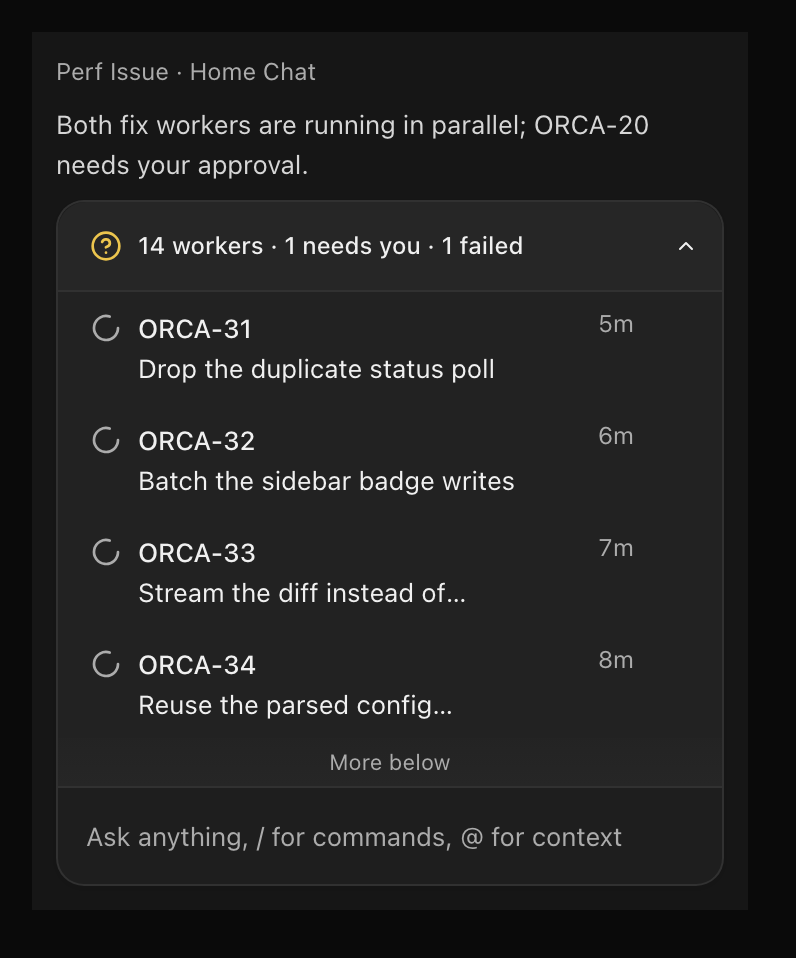 Perf Issue · Home Chat
Both fix workers are running in parallel; ORCA-20
needs your approval.
14 workers · 1 needs you · 1 failed
ORCA-31
5m
Drop the duplicate status poll
ORCA-32
6m
Batch the sidebar badge writes
ORCA-33
7m
Stream the diff instead of…
ORCA-34
8m
Reuse the parsed config…
More below
Ask anything, / for commands, @ for context